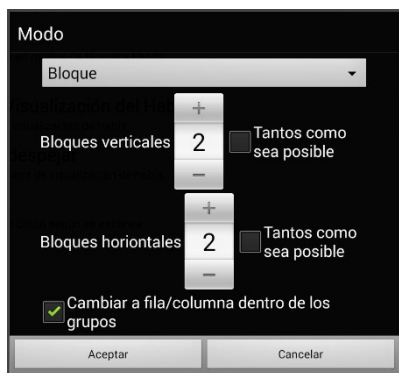 Modo
Bloque
+
Bloques verticales 2 Tantos como
sea posible
−
+
Bloques horiontales 2 Tantos como
sea posible
−
Cambiar a fila/columna dentro de los
grupos
Aceptar Cancelar